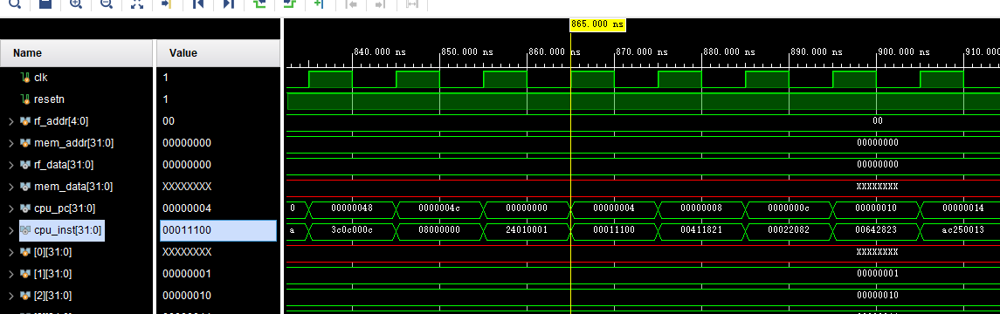 865.000 ns
Name Value
840.000 ns 850.000 ns 860.000 ns 870.000 ns 880.000 ns 890.000 ns 900.000 ns 910.000
clk 1
resetn 1
rf_addr[4:0] 00 00
mem_addr[31:0] 00000000 00000000
rf_data[31:0] 00000000 00000000
mem_data[31:0] XXXXXXXX XXXXXXXX
cpu_pc[31:0] 00000004 0 00000048 0000004c 00000000 00000004 00000008 0000000c 00000010 00000014
cpu_inst[31:0] 00011100 a 3c0c000c 08000000 24010001 00011100 00411821 00022082 00642823 ac250013
[0][31:0] XXXXXXXX XXXXXXXX
[1][31:0] 00000001 00000001
[2][31:0] 00000010 00000010